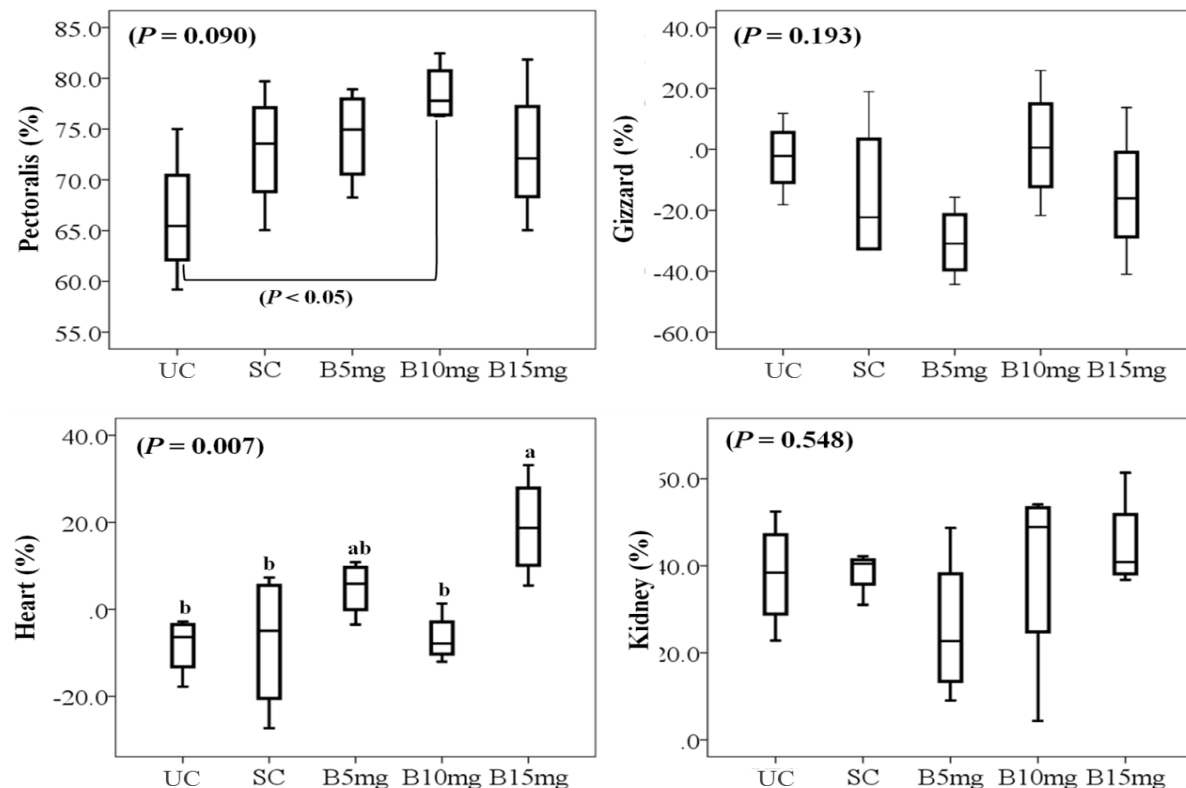 (P = 0.090)
Pectoralis (%)
85.0
80.0
75.0
70.0
65.0
60.0
55.0
(P < 0.05)
UC SC B5mg B10mg B15mg
(P = 0.193)
Gizzard (%)
40.0
20.0
.0
-20.0
-40.0
-60.0
UC SC B5mg B10mg B15mg
(P = 0.007)
Heart (%)
40.0
20.0
.0
-20.0
b b ab b a
UC SC B5mg B10mg B15mg
(P = 0.548)
Kidney (%)
60.0
40.0
20.0
.0
UC SC B5mg B10mg B15mg